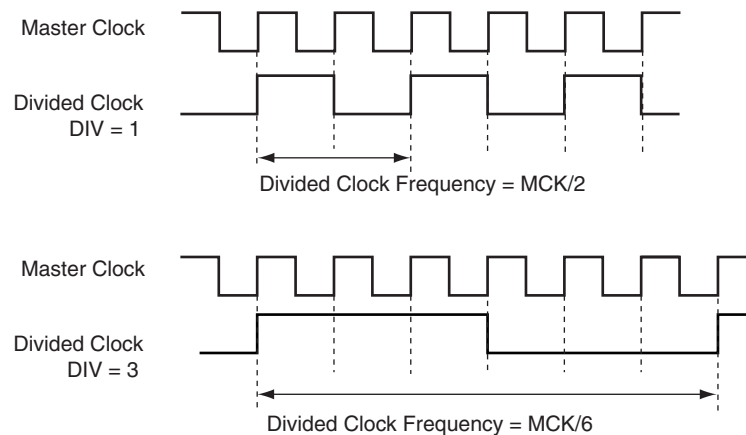 Master Clock
Divided Clock
DIV = 1
Divided Clock Frequency = MCK/2
Master Clock
Divided Clock
DIV = 3
Divided Clock Frequency = MCK/6